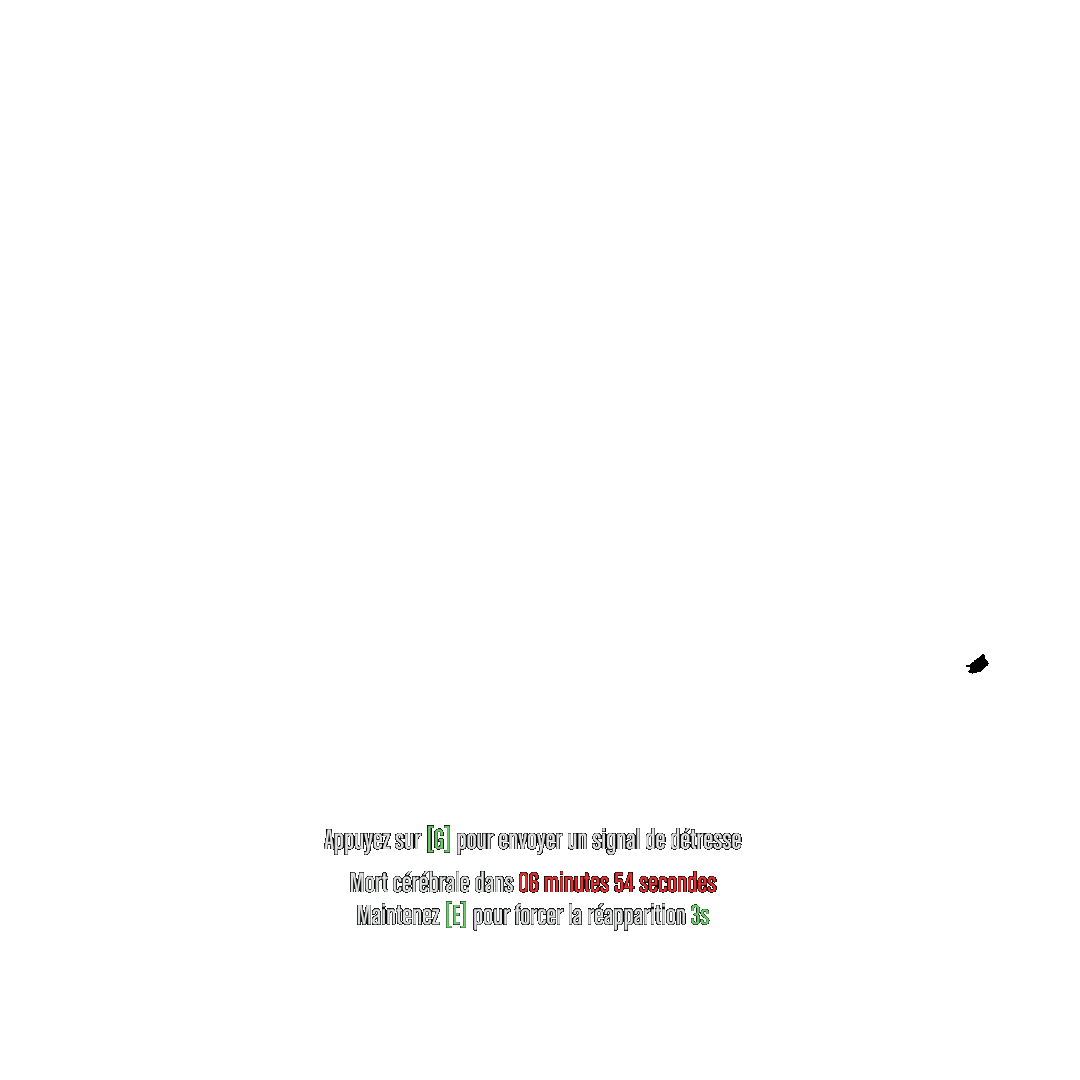 Appuyez sur [G] pour envoyer un signal de détresse
Mort cérébrale dans 06 minutes 54 secondes
Maintenez [E] pour forcer la réapparition 3s